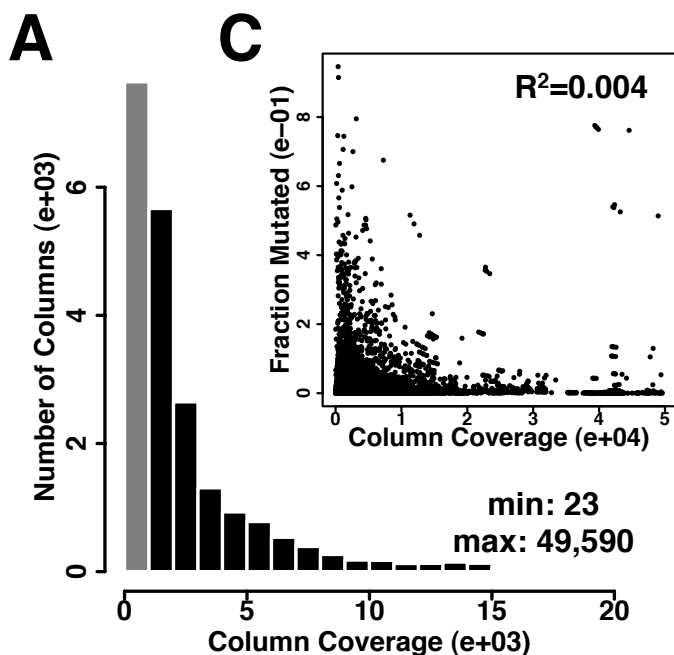 A
C
R²=0.004
Fraction Mutated (e−01)
8
6
4
2
0
0 1 2 3 4 5
Column Coverage (e+04)
Number of Columns (e+03)
6
2
0
min: 23
max: 49,590
0 5 10 15 20
Column Coverage (e+03)